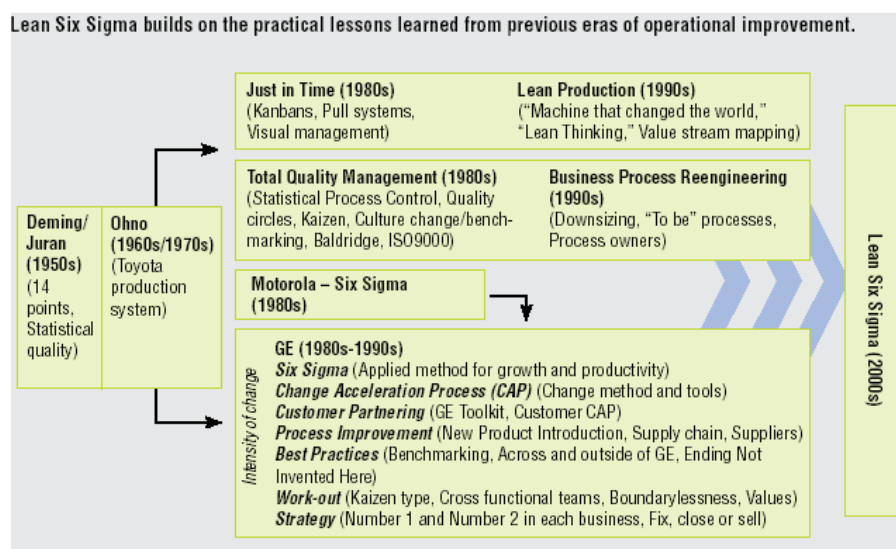 Lean Six Sigma builds on the practical lessons learned from previous eras of operational improvement.
Deming/
Juran
(1950s)
(14
points,
Statistical
quality)
Ohno
(1960s/1970s)
(Toyota
production
system)
Just in Time (1980s)
(Kanbans, Pull systems,
Visual management)
Lean Production (1990s)
(“Machine that changed the world,”
“Lean Thinking,” Value stream mapping)
Total Quality Management (1980s)
(Statistical Process Control, Quality
circles, Kaizen, Culture change/bench-
marking, Baldridge, ISO9000)
Business Process Reengineering
(1990s)
(Downsizing, “To be” processes,
Process owners)
Motorola – Six Sigma
(1980s)
Intensity of change
GE (1980s-1990s)
Six Sigma (Applied method for growth and productivity)
Change Acceleration Process (CAP) (Change method and tools)
Customer Partnering (GE Toolkit, Customer CAP)
Process Improvement (New Product Introduction, Supply chain, Suppliers)
Best Practices (Benchmarking, Across and outside of GE, Ending Not
Invented Here)
Work-out (Kaizen type, Cross functional teams, Boundarylessness, Values)
Strategy (Number 1 and Number 2 in each business, Fix, close or sell)
Lean Six Sigma (2000s)